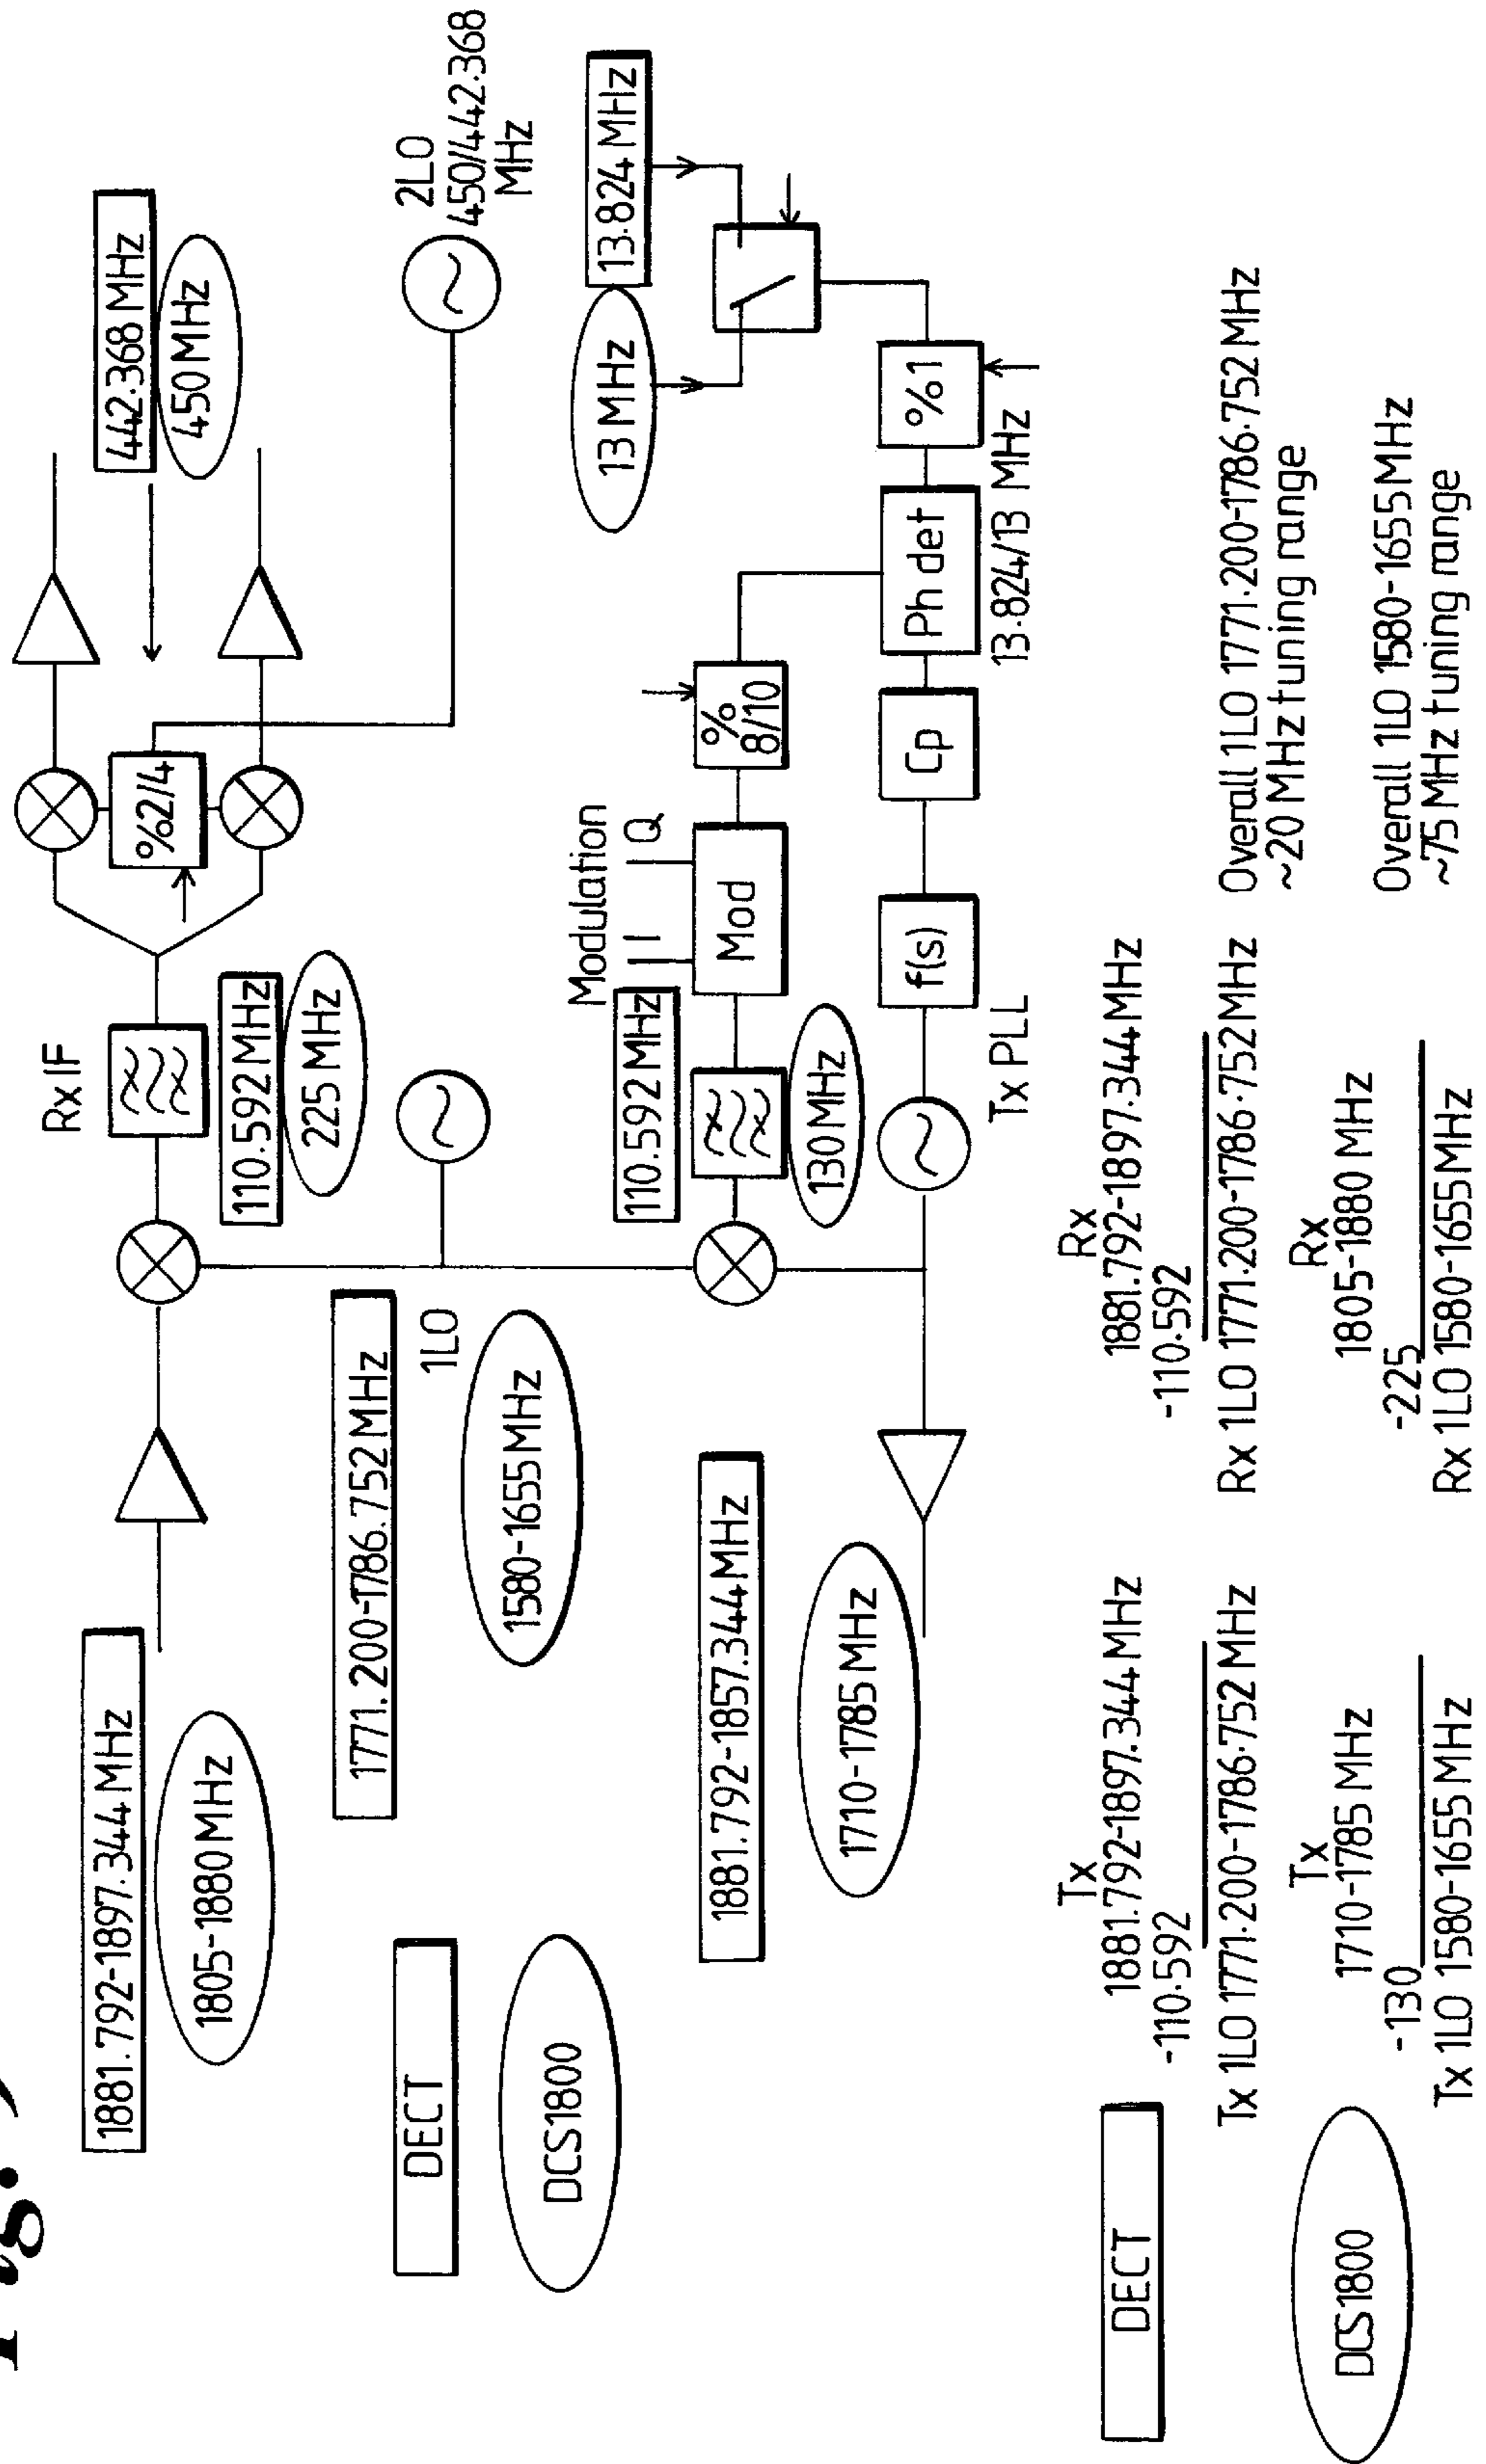 1881.792-1897.344 MHz
1805-1880 MHz
Rx IF
110.592 MHz
225 MHz
%2/4
442.368 MHz
450 MHz
DECT
DCS1800
1771.200-1786.752 MHz
1LO
1580-1655 MHz
2LO
450/442.368
MHz
Modulation
I Q
110.592 MHz
130 MHz
Mod
%
8/10
13 MHz
13.824 MHz
1881.792-1857.344 MHz
1710-1785 MHz
Tx PLL
f(s)
Cp
Ph det
%1
13.824/13 MHz
DECT
Tx
1881.792-1897.344 MHz
-110.592
Tx 1LO 1771.200-1786.752 MHz
Rx
1881.792-1897.344 MHz
-110.592
Rx 1LO 1771.200-1786.752 MHz
Overall 1LO 1771.200-1786.752 MHz
~20 MHz tuning range
DCS1800
Tx
1710-1785 MHz
-130
Tx 1LO 1580-1655 MHz
Rx
1805-1880 MHz
-225
Rx 1LO 1580-1655 MHz
Overall 1LO 1580-1655 MHz
~75 MHz tuning range